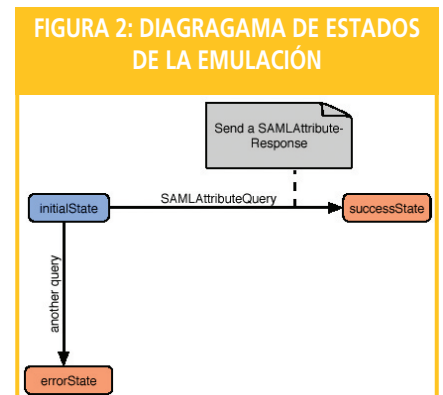 FIGURA 2: DIAGRAGAMA DE ESTADOS
DE LA EMULACIÓN
Send a SAMLAttribute-
Response
SAMLAttributeQuery
initialState
successState
another query
errorState